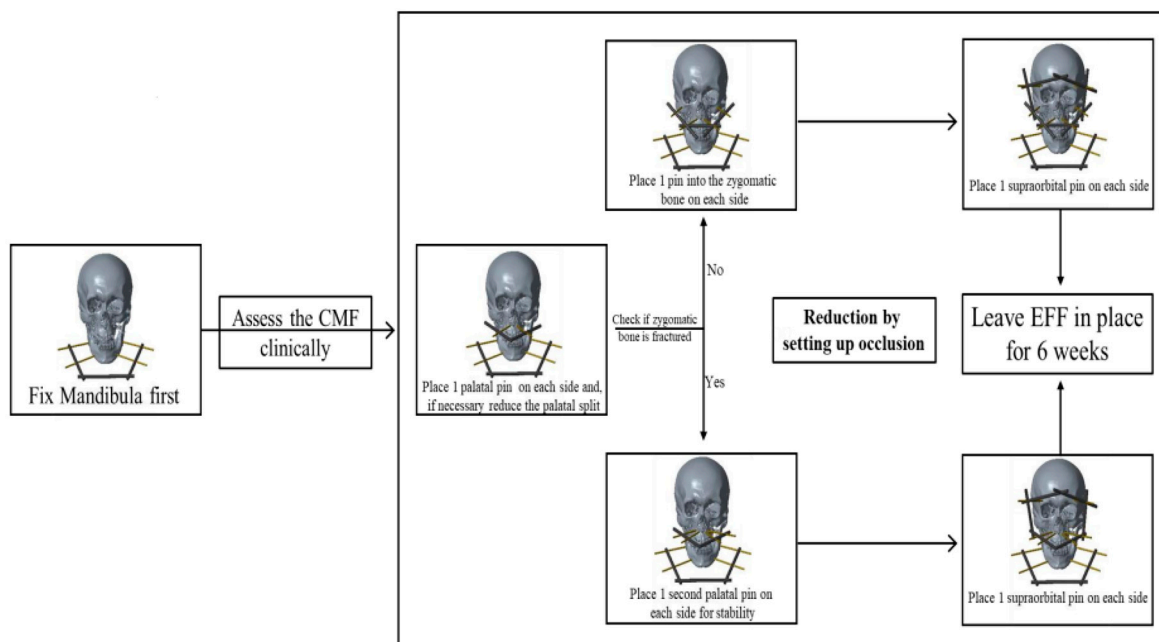 Fix Mandibula first
Assess the CMF
clinically
Place 1 palatal pin on each side and,
if necessary reduce the palatal split
Check if zygomatic
bone is fractured
No
Yes
Place 1 pin into the zygomatic
bone on each side
Place 1 supraorbital pin on each side
Place 1 second palatal pin on
each side for stability
Place 1 supraorbital pin on each side
Reduction by
setting up occlusion
Leave EFF in place
for 6 weeks